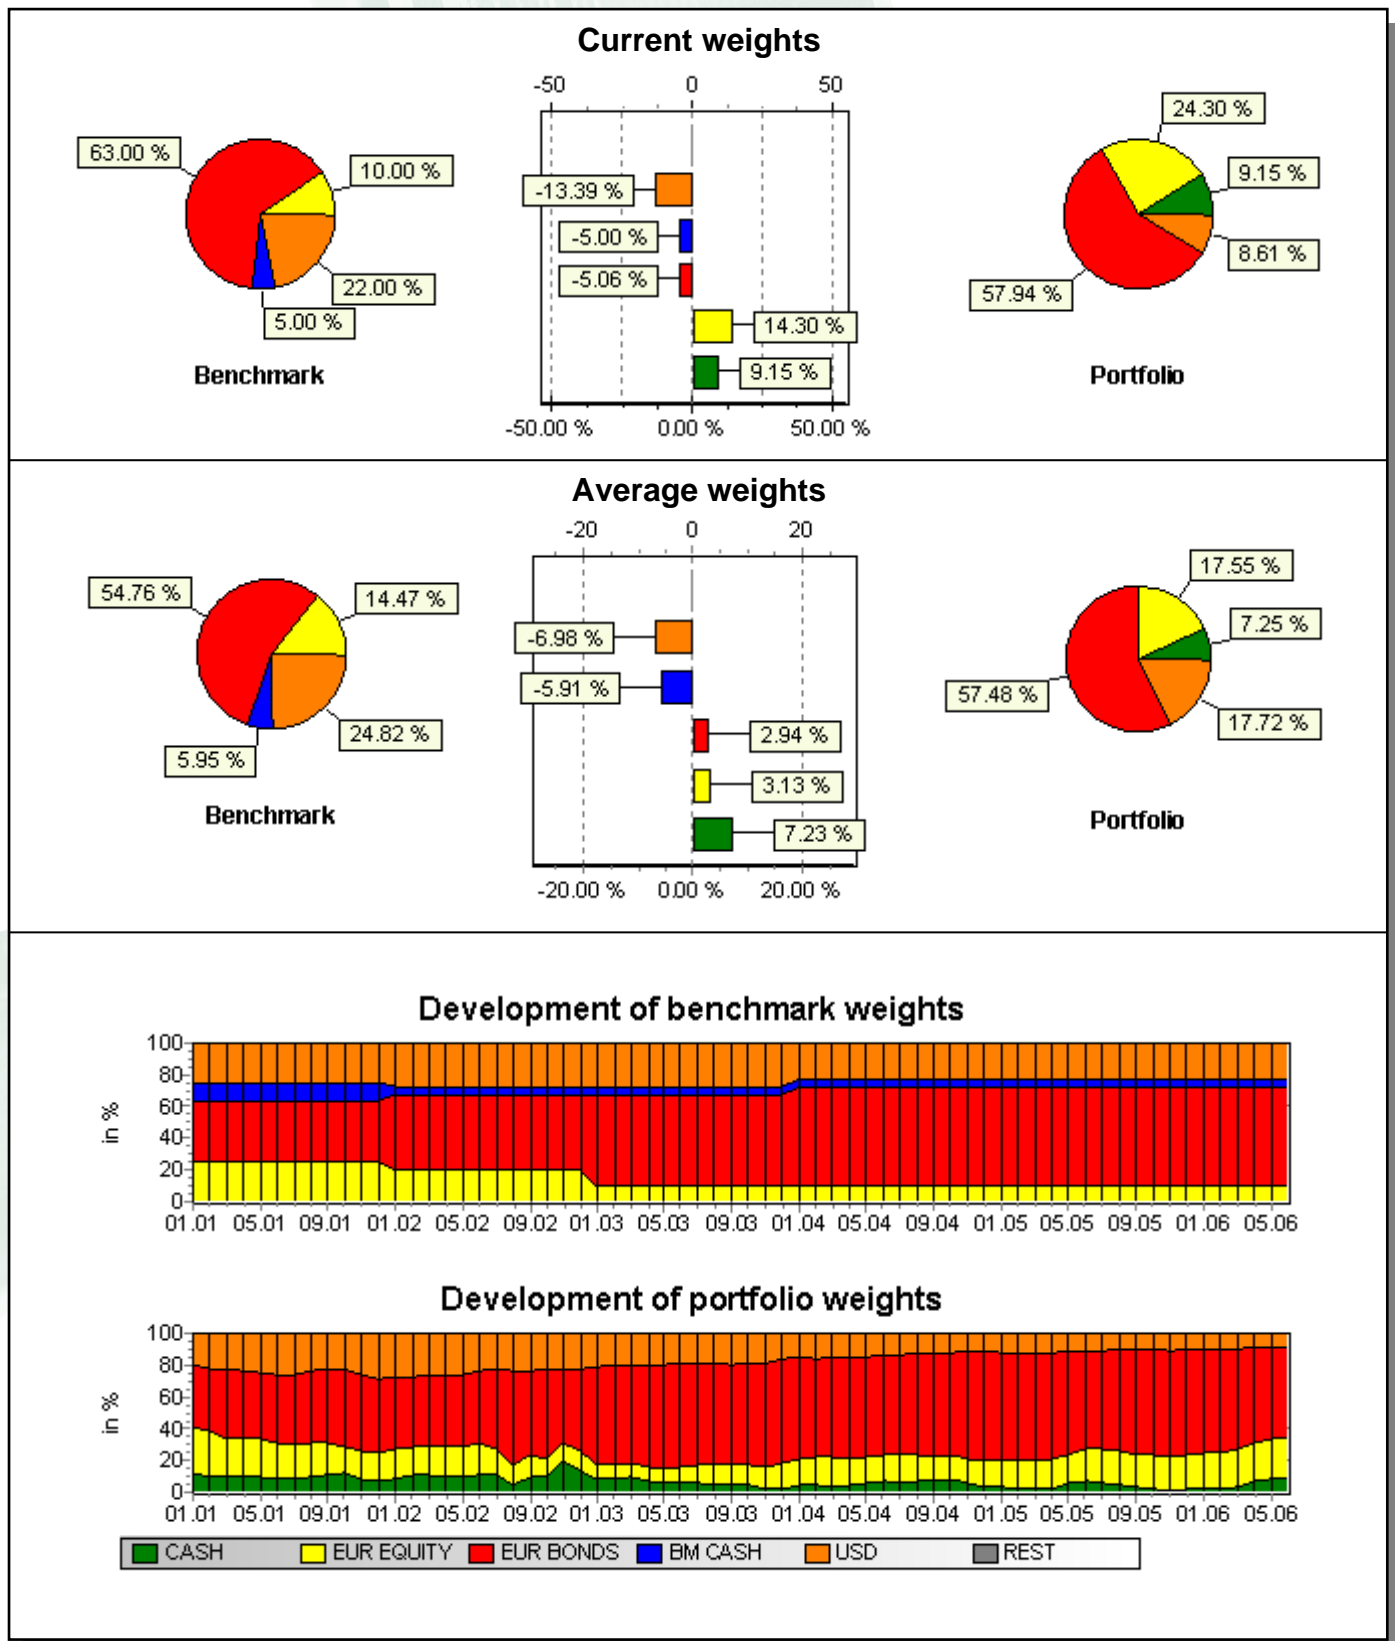 Current weights
-50 0 50
63.00 %
10.00 %
22.00 %
5.00 %
Benchmark
-13.39 %
-5.00 %
-5.06 %
14.30 %
9.15 %
-50.00 % 0.00 % 50.00 %
24.30 %
9.15 %
8.61 %
57.94 %
Portfolio
Average weights
-20 0 20
54.76 %
14.47 %
24.82 %
5.95 %
Benchmark
-6.98 %
-5.91 %
2.94 %
3.13 %
7.23 %
-20.00 % 0.00 % 20.00 %
17.55 %
7.25 %
57.48 %
17.72 %
Portfolio
Development of benchmark weights
in %
100
80
60
40
20
0
01.01 05.01 09.01 01.02 05.02 09.02 01.03 05.03 09.03 01.04 05.04 09.04 01.05 05.05 09.05 01.06 05.06
Development of portfolio weights
in %
100
80
60
40
20
0
01.01 05.01 09.01 01.02 05.02 09.02 01.03 05.03 09.03 01.04 05.04 09.04 01.05 05.05 09.05 01.06 05.06
CASH EUR EQUITY EUR BONDS BM CASH USD REST